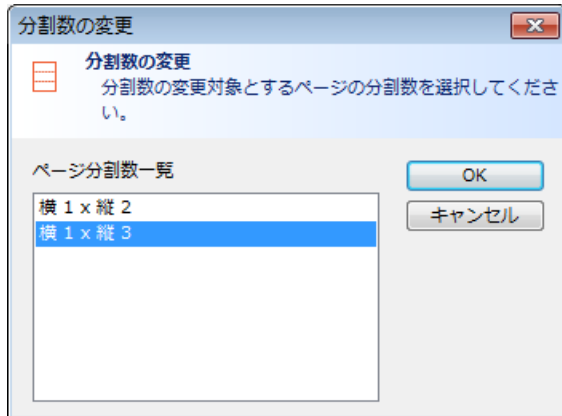 分割数の変更
分割数の変更
分割数の変更対象とするページの分割数を選択してくださ
い。
ページ分割数一覧
OK
横 1 x 縦 2
キャンセル
横 1 x 縦 3